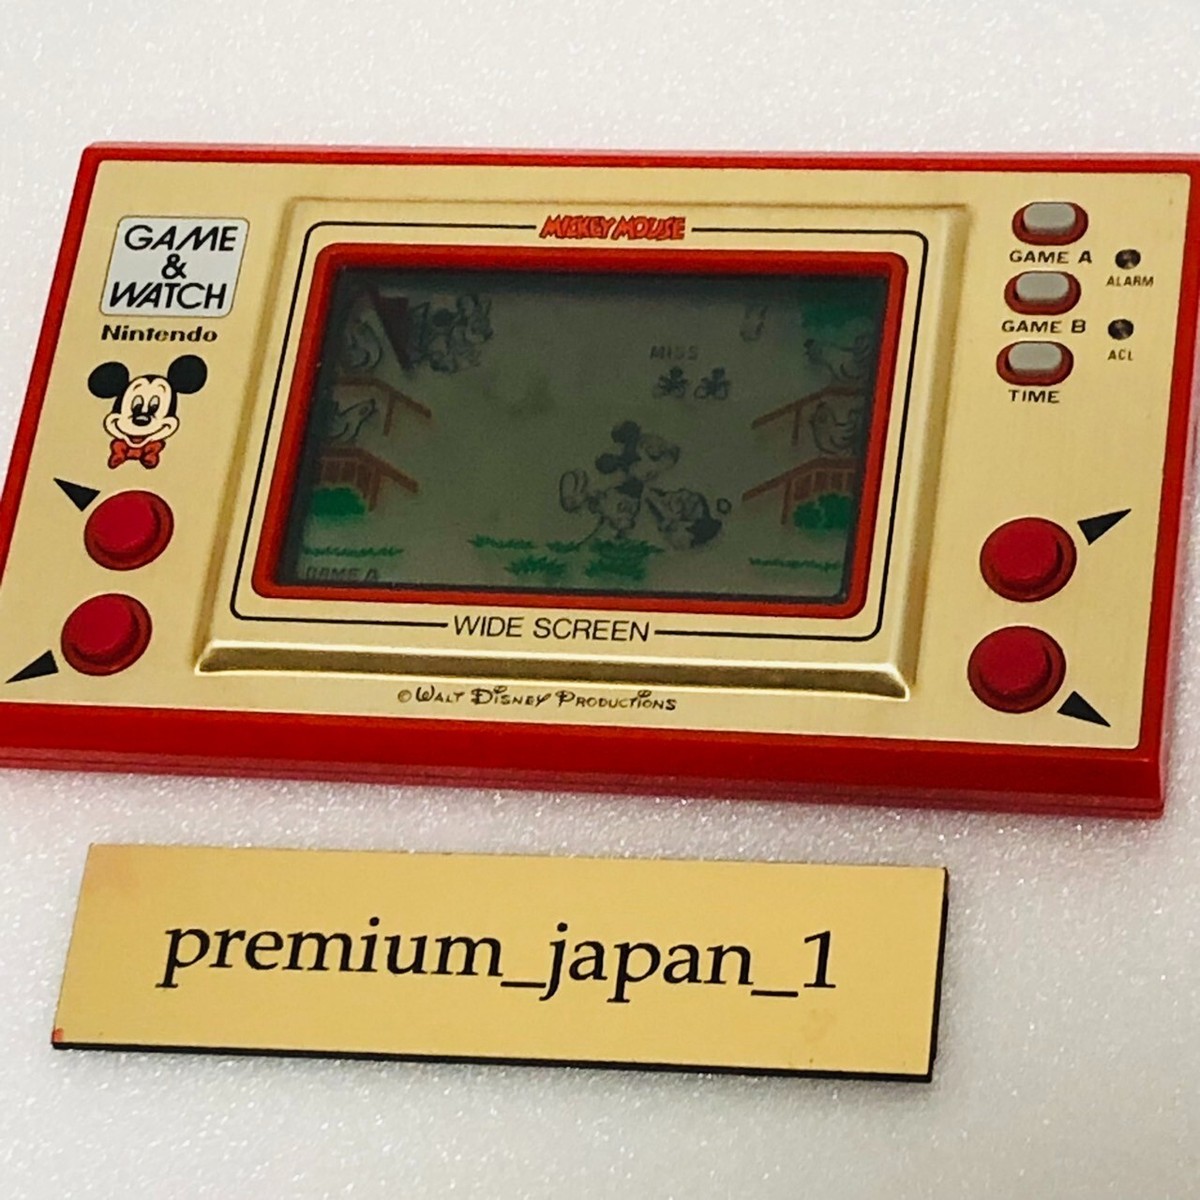 GAME
&
WATCH
Nintendo
MICKEY MOUSE
GAME A
ALARM
GAME B
ACL
TIME
MISS
GAME A
WIDE SCREEN
© WALT DISNEY PRODUCTIONS
premium_japan_1